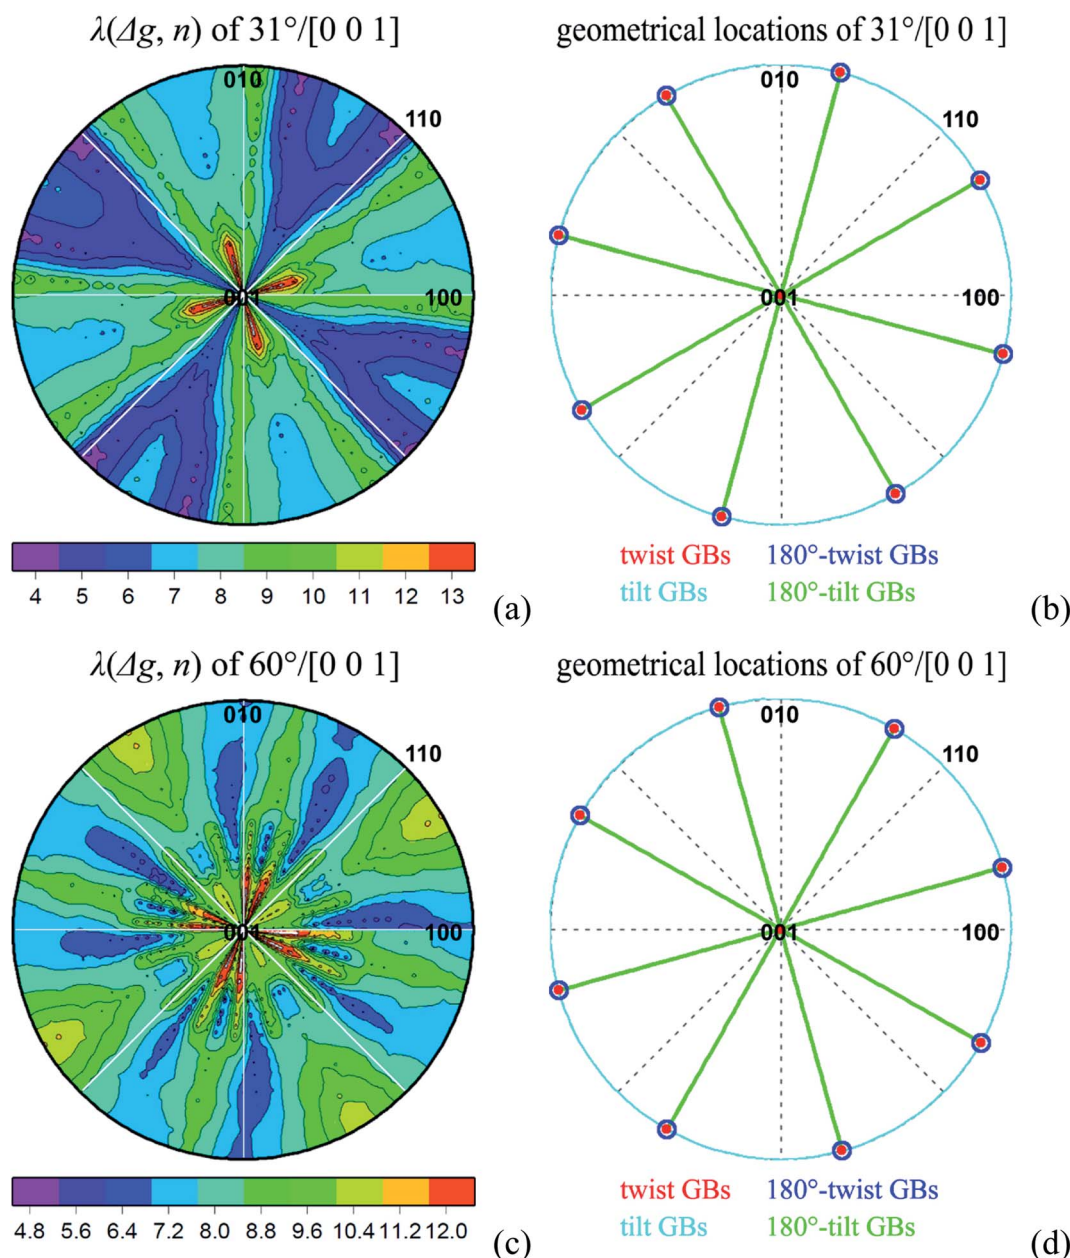 λ(Δg, n) of 31°/[0 0 1]
010
110
100
001
4 5 6 7 8 9 10 11 12 13
(a)
geometrical locations of 31°/[0 0 1]
010
110
100
001
twist GBs 180°-twist GBs
tilt GBs 180°-tilt GBs
(b)
λ(Δg, n) of 60°/[0 0 1]
010
110
100
001
4.8 5.6 6.4 7.2 8.0 8.8 9.6 10.4 11.2 12.0
(c)
geometrical locations of 60°/[0 0 1]
010
110
100
001
twist GBs 180°-twist GBs
tilt GBs 180°-tilt GBs
(d)